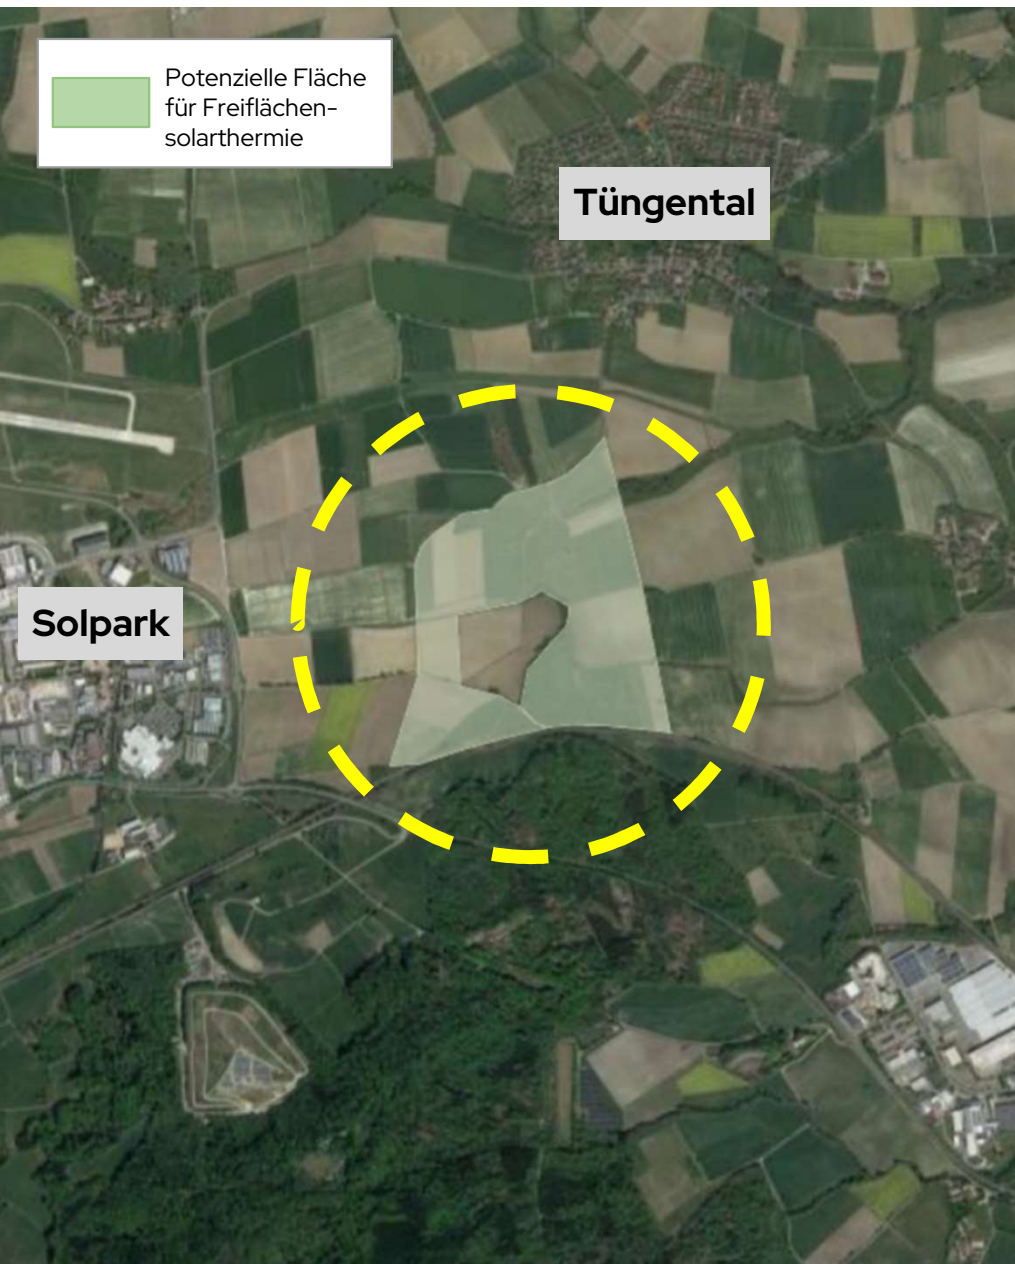 Potenzielle Fläche
für Freiflächen-
solarthermie
Tüngental
Solpark